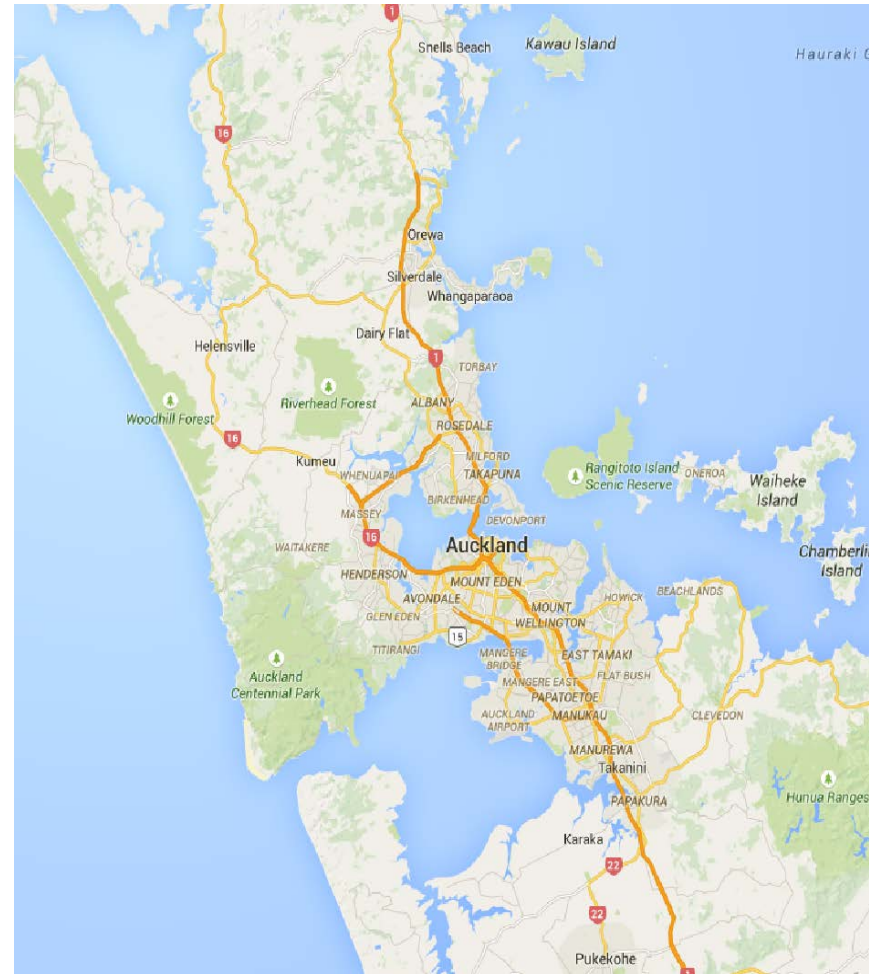 1
Snells Beach
Kawau Island
Hauraki G
16
Orewa
Silverdale
Whangaparaoa
Dairy Flat
Helensville
1
TORBAY
Riverhead Forest
ALBANY
Woodhill Forest
ROSEDALE
16
Kumeu
MILFORD
WHENUAPAI
TAKAPUNA
Rangitoto Island
Scenic Reserve
ONEROA
Waiheke
Island
BIRKENHEAD
MASSEY
DEVONPORT
16
Auckland
WAITAKERE
Chamberlin
Island
HENDERSON
MOUNT EDEN
AVONDALE
HOWICK
BEACHLANDS
GLEN EDEN
MOUNT
WELLINGTON
15
TITIRANGI
MANGERE
BRIDGE
EAST TAMAKI
Auckland
Centennial Park
MANGERE EAST
FLAT BUSH
PAPATOETOE
AUCKLAND
AIRPORT
MANUKAU
CLEVEDON
MANUREWA
Takanini
PAPAKURA
Hunua Ranges
Karaka
22
22
Pukekohe